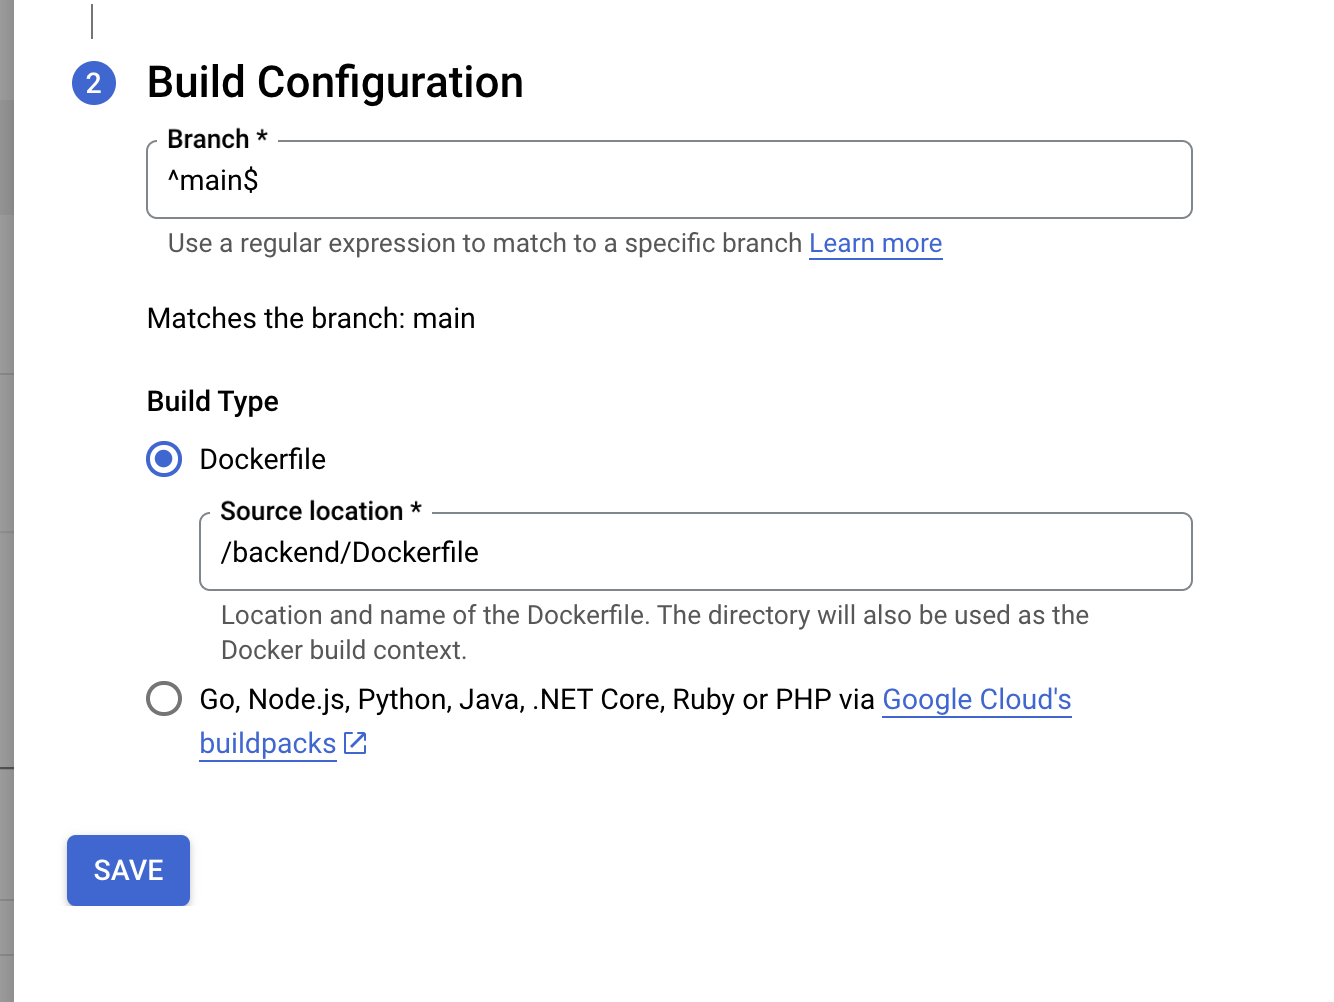 2
Build Configuration
Branch *
^main$
Use a regular expression to match to a specific branch Learn more
Matches the branch: main
Build Type
Dockerfile
Source location *
/backend/Dockerfile
Location and name of the Dockerfile. The directory will also be used as the
Docker build context.
Go, Node.js, Python, Java, .NET Core, Ruby or PHP via Google Cloud's
buildpacks
SAVE